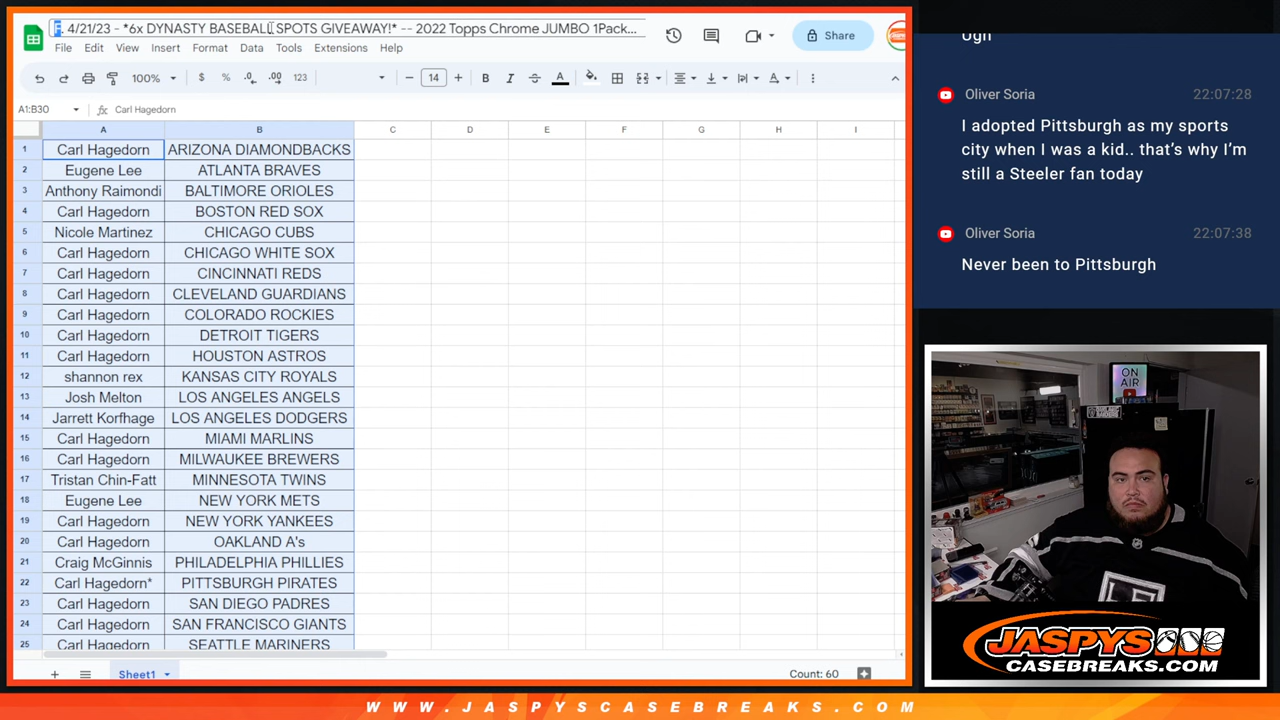 F. 4/21/23 - *6x DYNASTY BASEBALL SPOTS GIVEAWAY!* -- 2022 Topps Chrome JUMBO 1Pack...
File Edit View Insert Format Data Tools Extensions Help
Share
100% $ % .0 .00 123 14 B I A
A1:B30 fx Carl Hagedorn
A B C D E F G H I
1 Carl Hagedorn ARIZONA DIAMONDBACKS
2 Eugene Lee ATLANTA BRAVES
3 Anthony Raimondi BALTIMORE ORIOLES
4 Carl Hagedorn BOSTON RED SOX
5 Nicole Martinez CHICAGO CUBS
6 Carl Hagedorn CHICAGO WHITE SOX
7 Carl Hagedorn CINCINNATI REDS
8 Carl Hagedorn CLEVELAND GUARDIANS
9 Carl Hagedorn COLORADO ROCKIES
10 Carl Hagedorn DETROIT TIGERS
11 Carl Hagedorn HOUSTON ASTROS
12 shannon rex KANSAS CITY ROYALS
13 Josh Melton LOS ANGELES ANGELS
14 Jarrett Korfhage LOS ANGELES DODGERS
15 Carl Hagedorn MIAMI MARLINS
16 Carl Hagedorn MILWAUKEE BREWERS
17 Tristan Chin-Fatt MINNESOTA TWINS
18 Eugene Lee NEW YORK METS
19 Carl Hagedorn NEW YORK YANKEES
20 Carl Hagedorn OAKLAND A's
21 Craig McGinnis PHILADELPHIA PHILLIES
22 Carl Hagedorn* PITTSBURGH PIRATES
23 Carl Hagedorn SAN DIEGO PADRES
24 Carl Hagedorn SAN FRANCISCO GIANTS
25 Carl Hagedorn SEATTLE MARINERS
Sheet1 Count: 60
Ugh
Oliver Soria 22:07:28
I adopted Pittsburgh as my sports
city when I was a kid.. that's why I'm
still a Steeler fan today
Oliver Soria 22:07:38
Never been to Pittsburgh
ON
AIR
JASPYS
CASEBREAKS.COM
WWW.JASPYSCASEBREAKS.COM